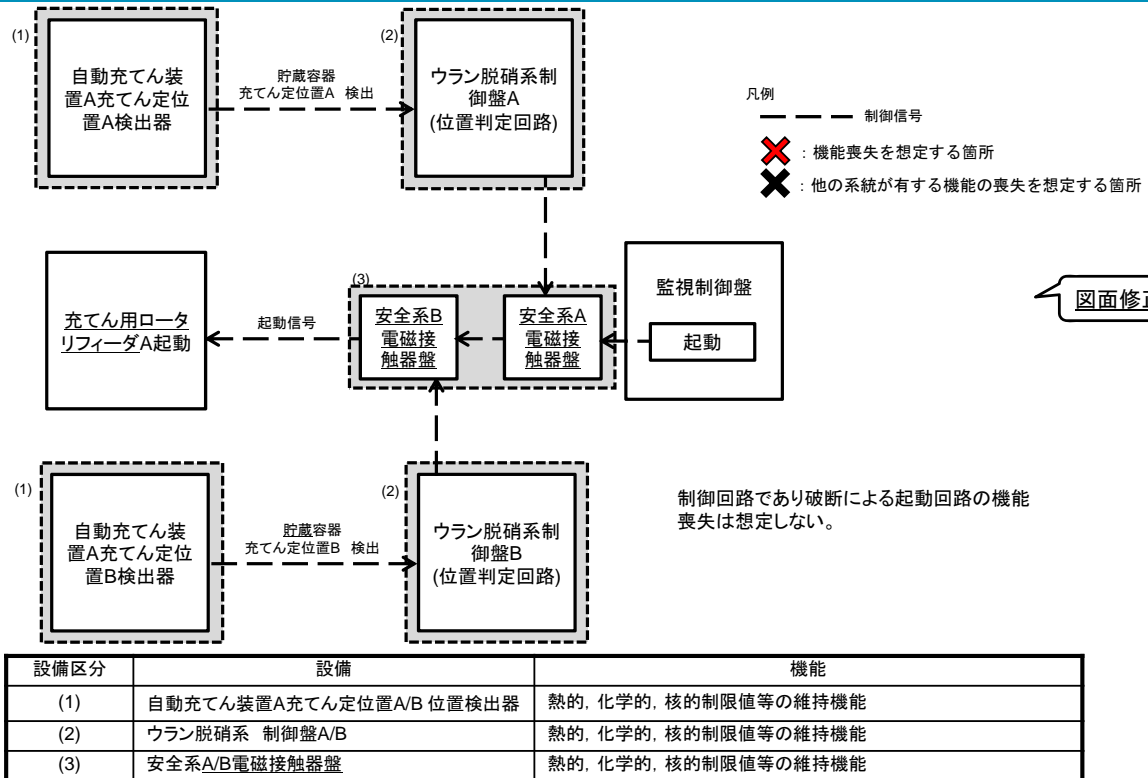 (1)
自動充てん装
置A充てん定位
置A検出器
貯蔵容器
充てん定位置A 検出
(2)
ウラン脱硝系制
御盤A
(位置判定回路)
凡例
制御信号
：機能喪失を想定する箇所
：他の系統が有する機能の喪失を想定する箇所
充てん用ロータ
リフィーダA起動
起動信号
(3)
安全系B
電磁接
触器盤
安全系A
電磁接
触器盤
監視制御盤
起動
図面修正
(1)
自動充てん装
置A充てん定位
置B検出器
貯蔵容器
充てん定位置B 検出
(2)
ウラン脱硝系制
御盤B
(位置判定回路)
制御回路であり破断による起動回路の機能
喪失は想定しない。
設備区分 設備 機能
(1) 自動充てん装置A充てん定位置A/B 位置検出器 熱的，化学的，核的制限値等の維持機能
(2) ウラン脱硝系 制御盤A/B 熱的，化学的，核的制限値等の維持機能
(3) 安全系A/B電磁接触器盤 熱的，化学的，核的制限値等の維持機能